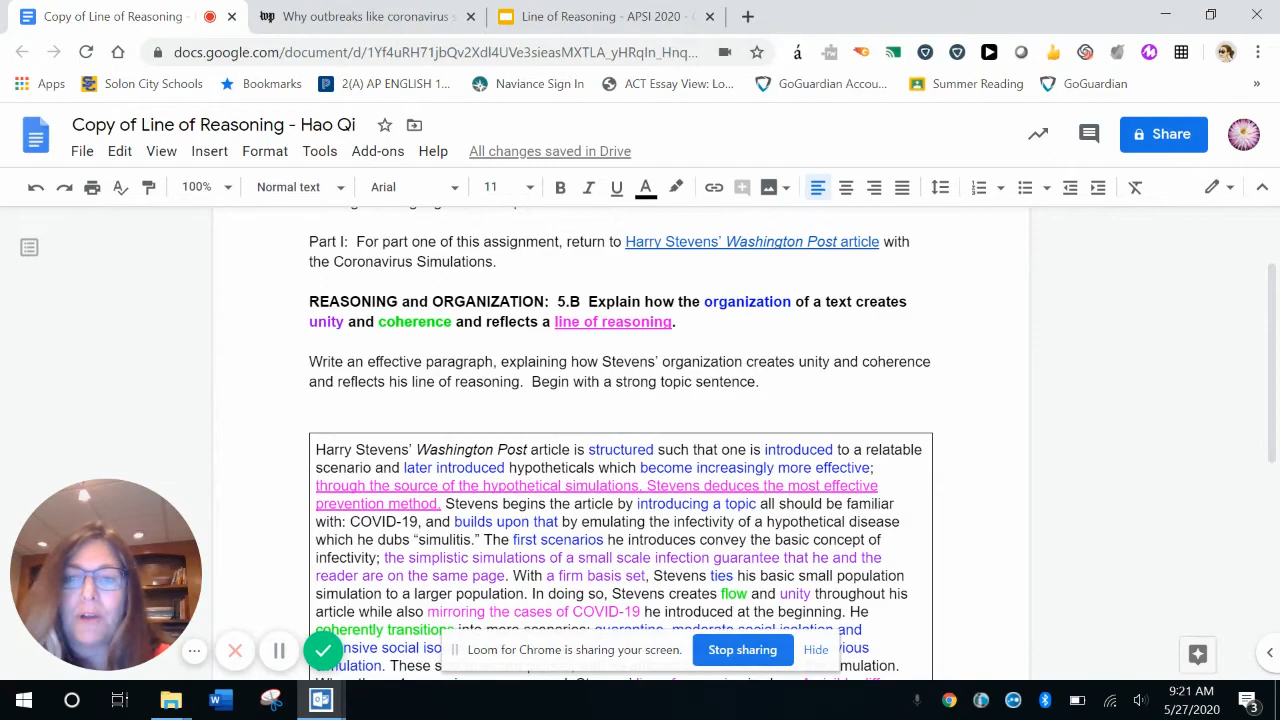 Copy of Line of Reasoning -
Why outbreaks like coronavirus
Line of Reasoning - APSI 2020 - G
docs.google.com/document/d/1Yf4uRH71jbQv2Xdl4UVe3sieasMXTLA_yHRqIn_Hnq...
Apps
Solon City Schools
Bookmarks
2(A) AP ENGLISH 1...
Naviance Sign In
ACT Essay View: Lo...
GoGuardian Accou...
Summer Reading
GoGuardian
Copy of Line of Reasoning - Hao Qi
Share
File Edit View Insert Format Tools Add-ons Help All changes saved in Drive
100% Normal text Arial 11
Part I: For part one of this assignment, return to Harry Stevens' Washington Post article with
the Coronavirus Simulations.
REASONING and ORGANIZATION: 5.B Explain how the organization of a text creates
unity and coherence and reflects a line of reasoning.
Write an effective paragraph, explaining how Stevens' organization creates unity and coherence
and reflects his line of reasoning. Begin with a strong topic sentence.
Harry Stevens' Washington Post article is structured such that one is introduced to a relatable
scenario and later introduced hypotheticals which become increasingly more effective;
through the source of the hypothetical simulations, Stevens deduces the most effective
prevention method. Stevens begins the article by introducing a topic all should be familiar
with: COVID-19, and builds upon that by emulating the infectivity of a hypothetical disease
which he dubs "simulitis." The first scenarios he introduces convey the basic concept of
infectivity; the simplistic simulations of a small scale infection guarantee that he and the
reader are on the same page. With a firm basis set, Stevens ties his basic small population
simulation to a larger population. In doing so, Stevens creates flow and unity throughout his
article while also mirroring the cases of COVID-19 he introduced at the beginning. He
coherently transitions into more scenarios: quarantine, moderate social isolation and
Loom for Chrome is sharing your screen. Stop sharing Hide
simulation. These
9:21 AM
5/27/2020
3